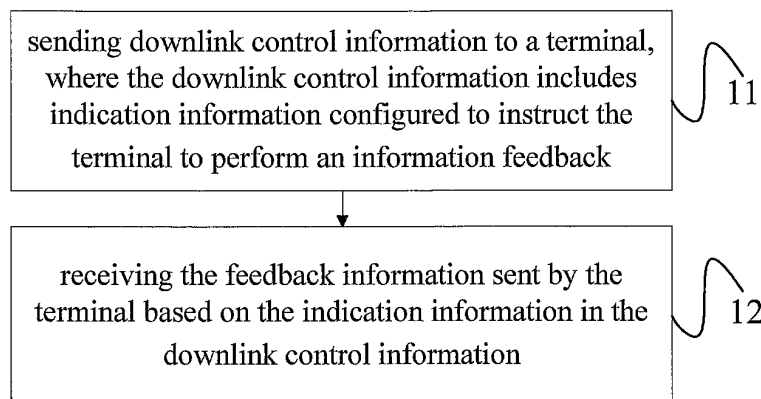 sending downlink control information to a terminal,
where the downlink control information includes
indication information configured to instruct the
terminal to perform an information feedback
11
receiving the feedback information sent by the
terminal based on the indication information in the
downlink control information
12